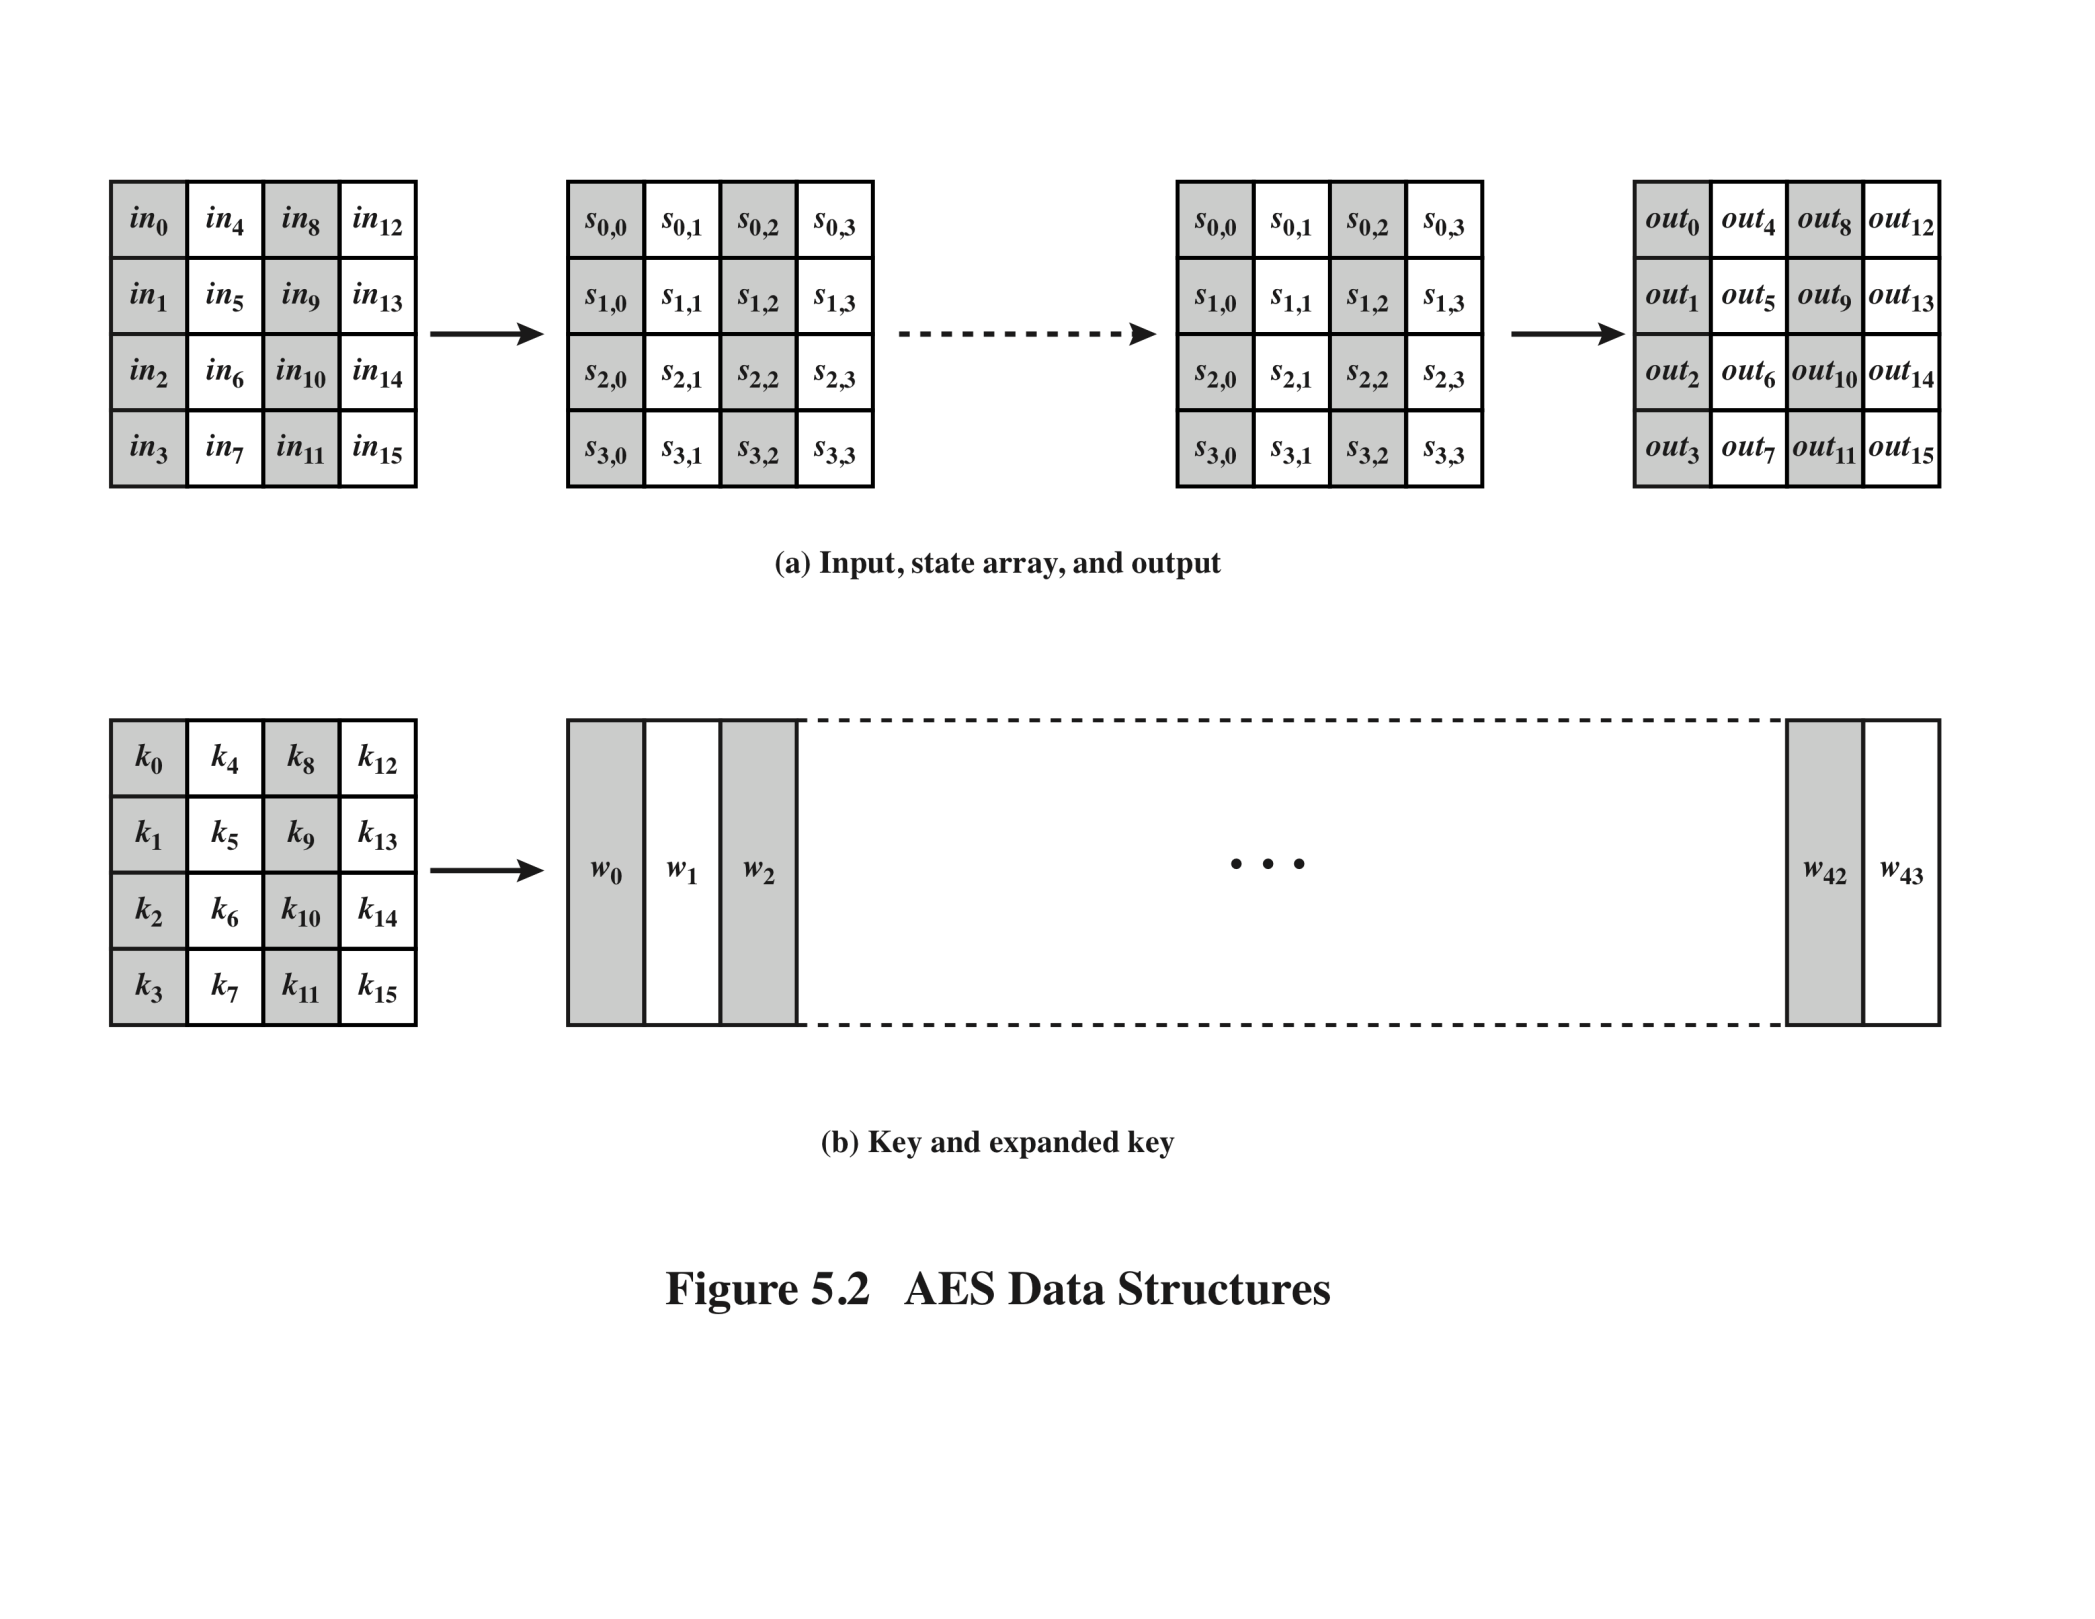 in0 in4 in8 in12 s0,0 s0,1 s0,2 s0,3 s0,0 s0,1 s0,2 s0,3 out0 out4 out8 out12
in1 in5 in9 in13 s1,0 s1,1 s1,2 s1,3 s1,0 s1,1 s1,2 s1,3 out1 out5 out9 out13
in2 in6 in10 in14 s2,0 s2,1 s2,2 s2,3 s2,0 s2,1 s2,2 s2,3 out2 out6 out10 out14
in3 in7 in11 in15 s3,0 s3,1 s3,2 s3,3 s3,0 s3,1 s3,2 s3,3 out3 out7 out11 out15
(a) Input, state array, and output
k0 k4 k8 k12
k1 k5 k9 k13
w0 w1 w2 • • • w42 w43
k2 k6 k10 k14
k3 k7 k11 k15
(b) Key and expanded key
Figure 5.2 AES Data Structures